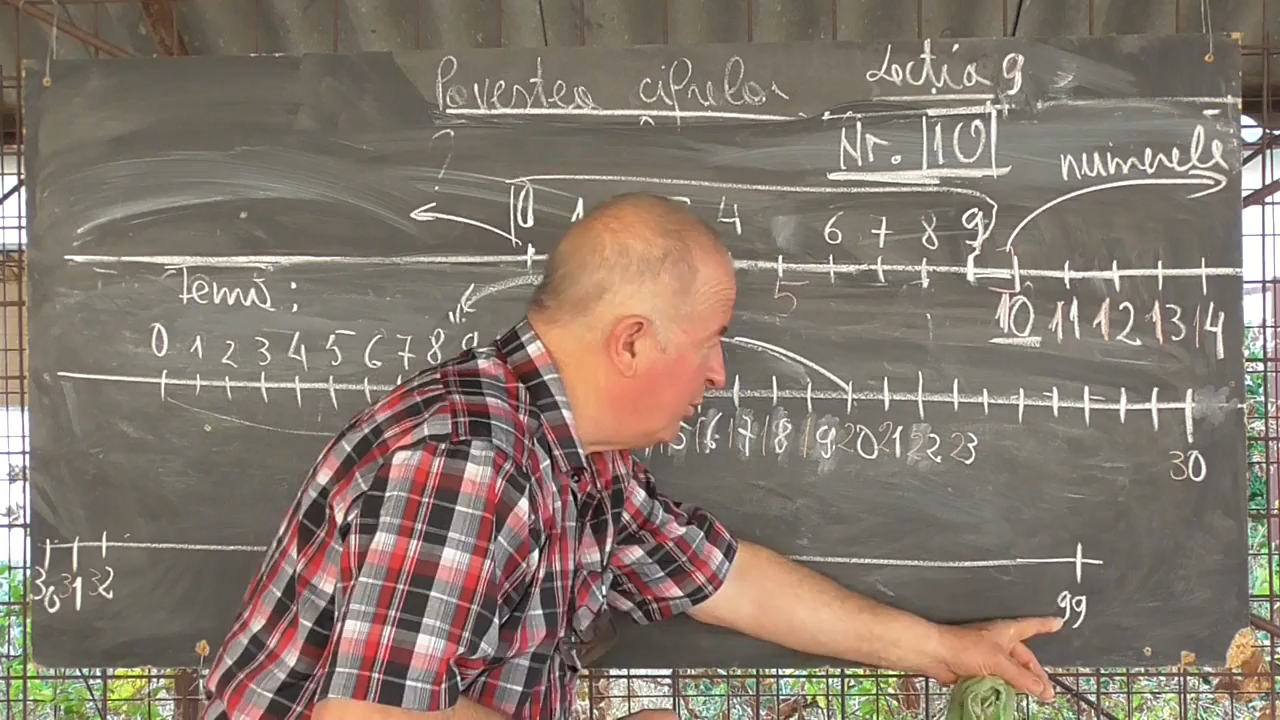 Povestea cifrelor Lecția 9
Nr. 10
? numerele
0 1 4 6 7 8 9
5 10 11 12 13 14
Temă:
0 1 2 3 4 5 6 7 8 9
15 16 17 18 19 20 21 22 23 30
30 31 32 99